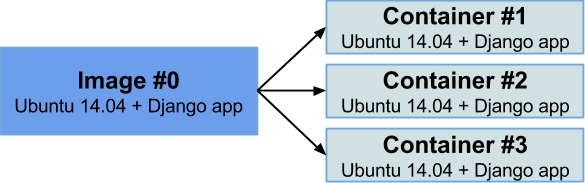 Image #0
Ubuntu 14.04 + Django app
Container #1
Ubuntu 14.04 + Django app
Container #2
Ubuntu 14.04 + Django app
Container #3
Ubuntu 14.04 + Django app